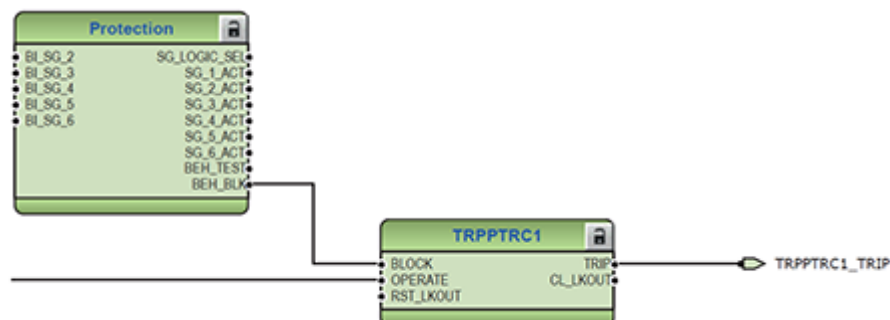 Protection
BI_SG_2 SG_LOGIC_SEL
BI_SG_3 SG_1_ACT
BI_SG_4 SG_2_ACT
BI_SG_5 SG_3_ACT
BI_SG_6 SG_4_ACT
SG_5_ACT
SG_6_ACT
BEH_TEST
BEH_BLK
TRPPTRC1
BLOCK TRIP
OPERATE CL_LKOUT
RST_LKOUT
TRPPTRC1_TRIP